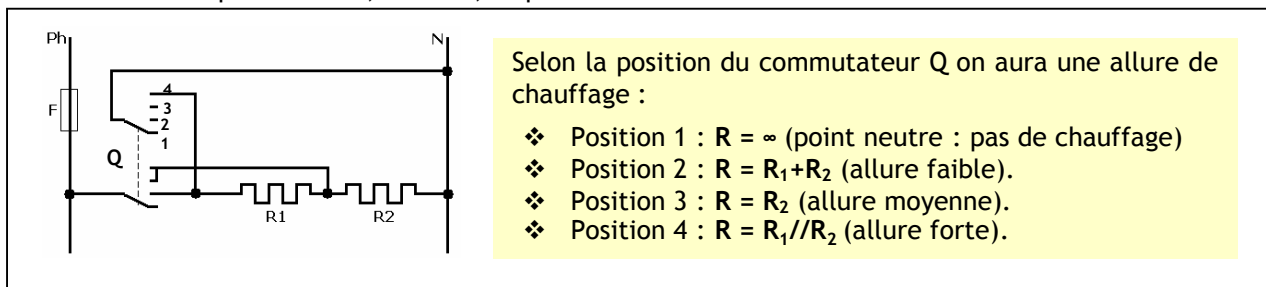 Ph
N
F
4
3
2
1
Q
R1
R2
Selon la position du commutateur Q on aura une allure de
chauffage :
❖ Position 1 : R = ∞ (point neutre : pas de chauffage)
❖ Position 2 : R = R₁+R₂ (allure faible).
❖ Position 3 : R = R₂ (allure moyenne).
❖ Position 4 : R = R₁//R₂ (allure forte).